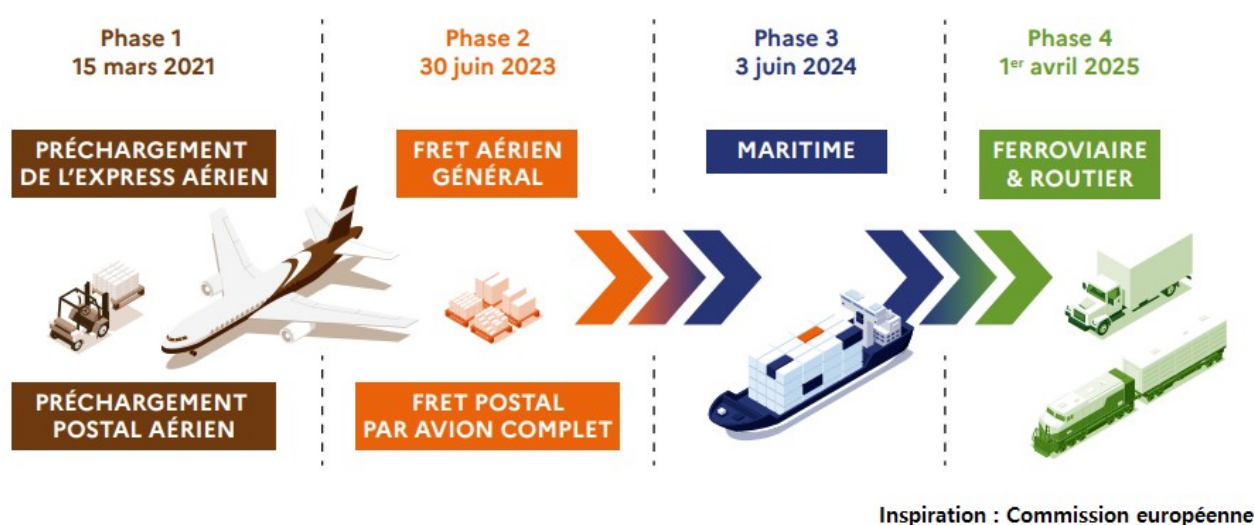 Phase 1
15 mars 2021
Phase 2
30 juin 2023
Phase 3
3 juin 2024
Phase 4
1er avril 2025
PRÉCHARGEMENT
DE L'EXPRESS AÉRIEN
FRET AÉRIEN
GÉNÉRAL
MARITIME
FERROVIAIRE
& ROUTIER
PRÉCHARGEMENT
POSTAL AÉRIEN
FRET POSTAL
PAR AVION COMPLET
Inspiration : Commission européenne